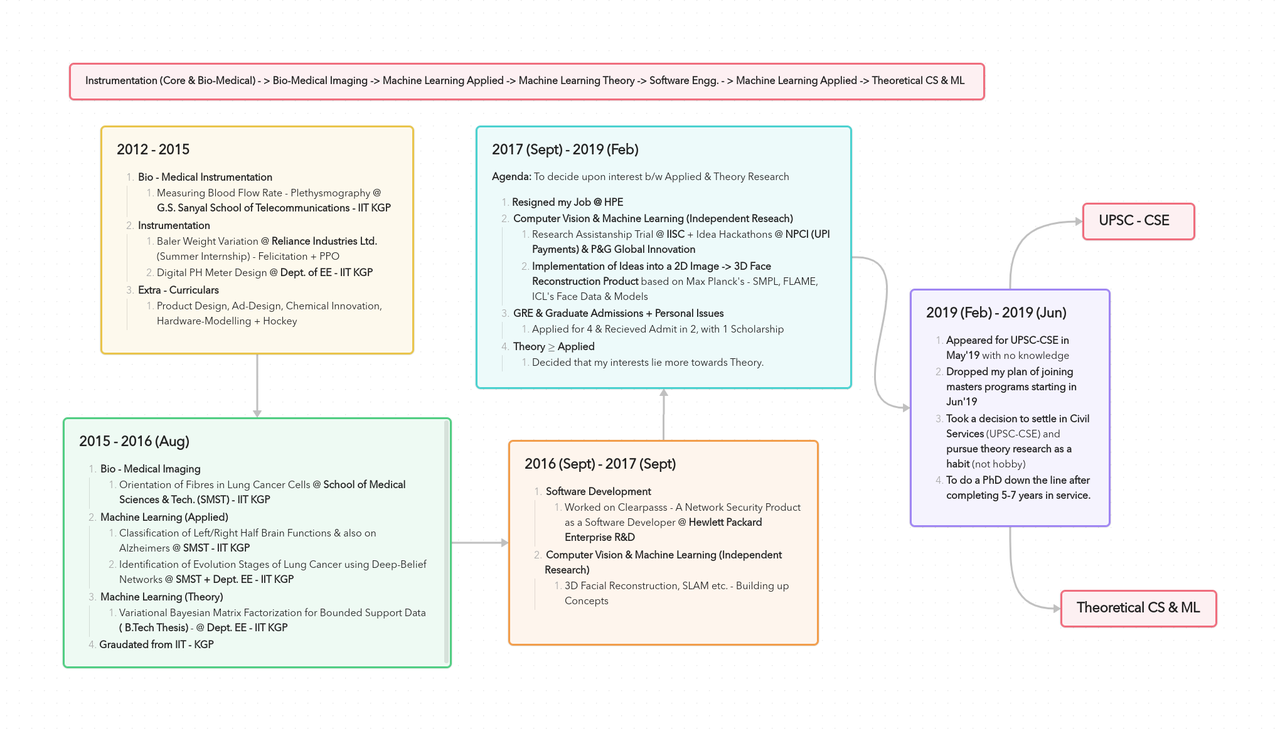 Instrumentation (Core & Bio-Medical) - > Bio-Medical Imaging -> Machine Learning Applied -> Machine Learning Theory -> Software Engg. - > Machine Learning Applied -> Theoretical CS & ML
2012 - 2015
1. Bio - Medical Instrumentation
1. Measuring Blood Flow Rate - Plethysmography @
G.S. Sanyal School of Telecommunications - IIT KGP
2. Instrumentation
1. Baler Weight Variation @ Reliance Industries Ltd.
(Summer Internship) - Felicitation + PPO
2. Digital PH Meter Design @ Dept. of EE - IIT KGP
3. Extra - Curriculars
1. Product Design, Ad-Design, Chemical Innovation,
Hardware-Modelling + Hockey
2015 - 2016 (Aug)
1. Bio - Medical Imaging
1. Orientation of Fibres in Lung Cancer Cells @ School of Medical
Sciences & Tech. (SMST) - IIT KGP
2. Machine Learning (Applied)
1. Classification of Left/Right Half Brain Functions & also on
Alzheimers @ SMST - IIT KGP
2. Identification of Evolution Stages of Lung Cancer using Deep-Belief
Networks @ SMST + Dept. EE - IIT KGP
3. Machine Learning (Theory)
1. Variational Bayesian Matrix Factorization for Bounded Support Data
( B.Tech Thesis) - @ Dept. EE - IIT KGP
4. Graudated from IIT - KGP
2016 (Sept) - 2017 (Sept)
1. Software Development
1. Worked on Clearpasss - A Network Security Product
as a Software Developer @ Hewlett Packard
Enterprise R&D
2. Computer Vision & Machine Learning (Independent
Research)
1. 3D Facial Reconstruction, SLAM etc. - Building up
Concepts
2017 (Sept) - 2019 (Feb)
Agenda: To decide upon interest b/w Applied & Theory Research
1. Resigned my Job @ HPE
2. Computer Vision & Machine Learning (Independent Reseach)
1. Research Assistanship Trial @ IISC + Idea Hackathons @ NPCI (UPI
Payments) & P&G Global Innovation
2. Implementation of Ideas into a 2D Image -> 3D Face
Reconstruction Product based on Max Planck's - SMPL, FLAME,
ICL's Face Data & Models
3. GRE & Graduate Admissions + Personal Issues
1. Applied for 4 & Recieved Admit in 2, with 1 Scholarship
4. Theory ≥ Applied
1. Decided that my interests lie more towards Theory.
2019 (Feb) - 2019 (Jun)
1. Appeared for UPSC-CSE in
May'19 with no knowledge
2. Dropped my plan of joining
masters programs starting in
Jun'19
3. Took a decision to settle in Civil
Services (UPSC-CSE) and
pursue theory research as a
habit (not hobby)
4. To do a PhD down the line after
completing 5-7 years in service.
UPSC - CSE
Theoretical CS & ML